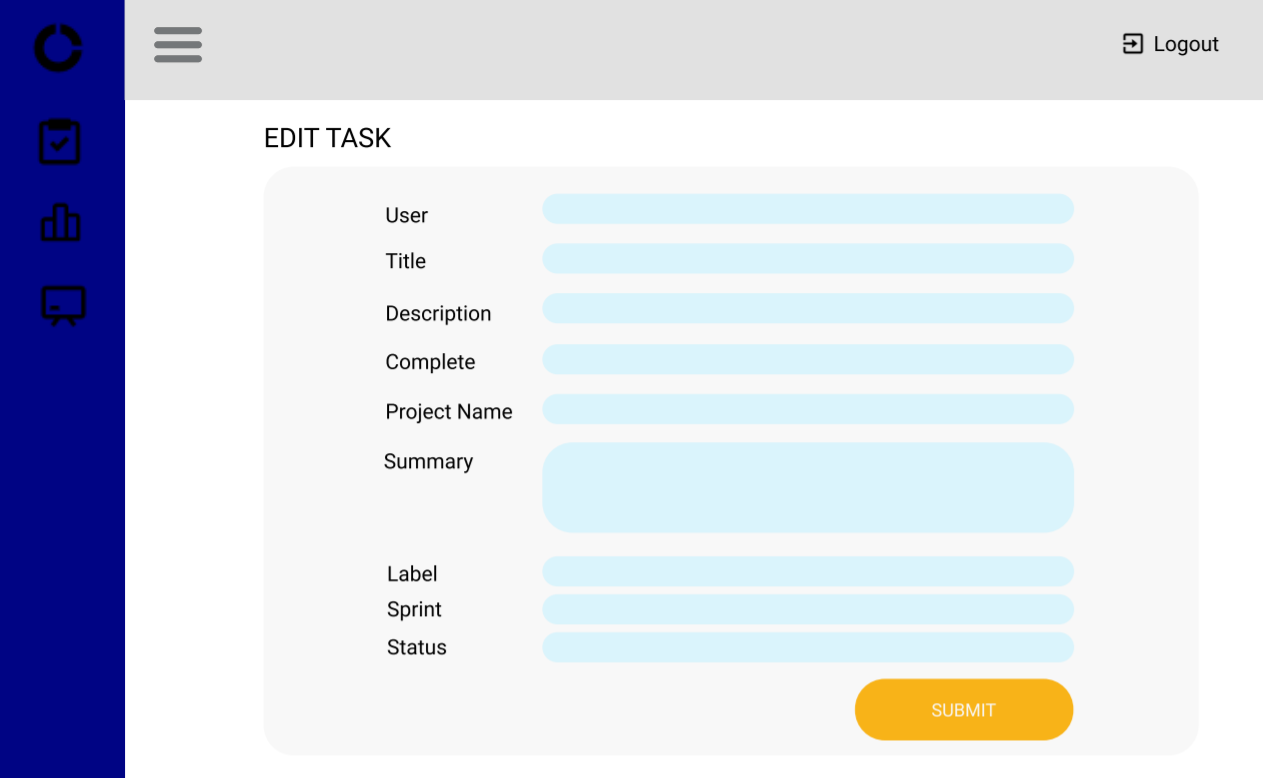 Logout
EDIT TASK
User
Title
Description
Complete
Project Name
Summary
Label
Sprint
Status
SUBMIT